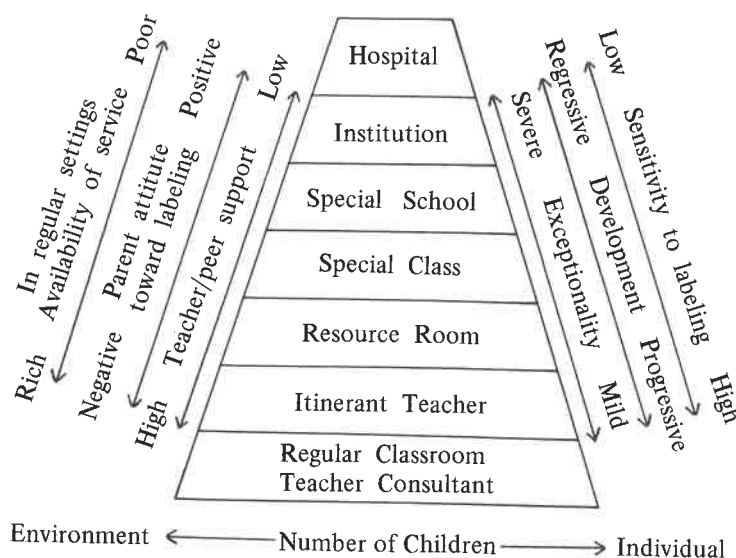 Hospital
Institution
Special School
Special Class
Resource Room
Itinerant Teacher
Regular Classroom
Teacher Consultant
Rich
In regular settings
Availability of service
Poor
Negative
Parent attitute
toward labeling
Positive
High
Teacher/peer support
Low
Severe
Exceptionality
Mild
Regressive
Development
Progressive
Low
Sensitivity to labeling
High
Environment
Number of Children
Individual